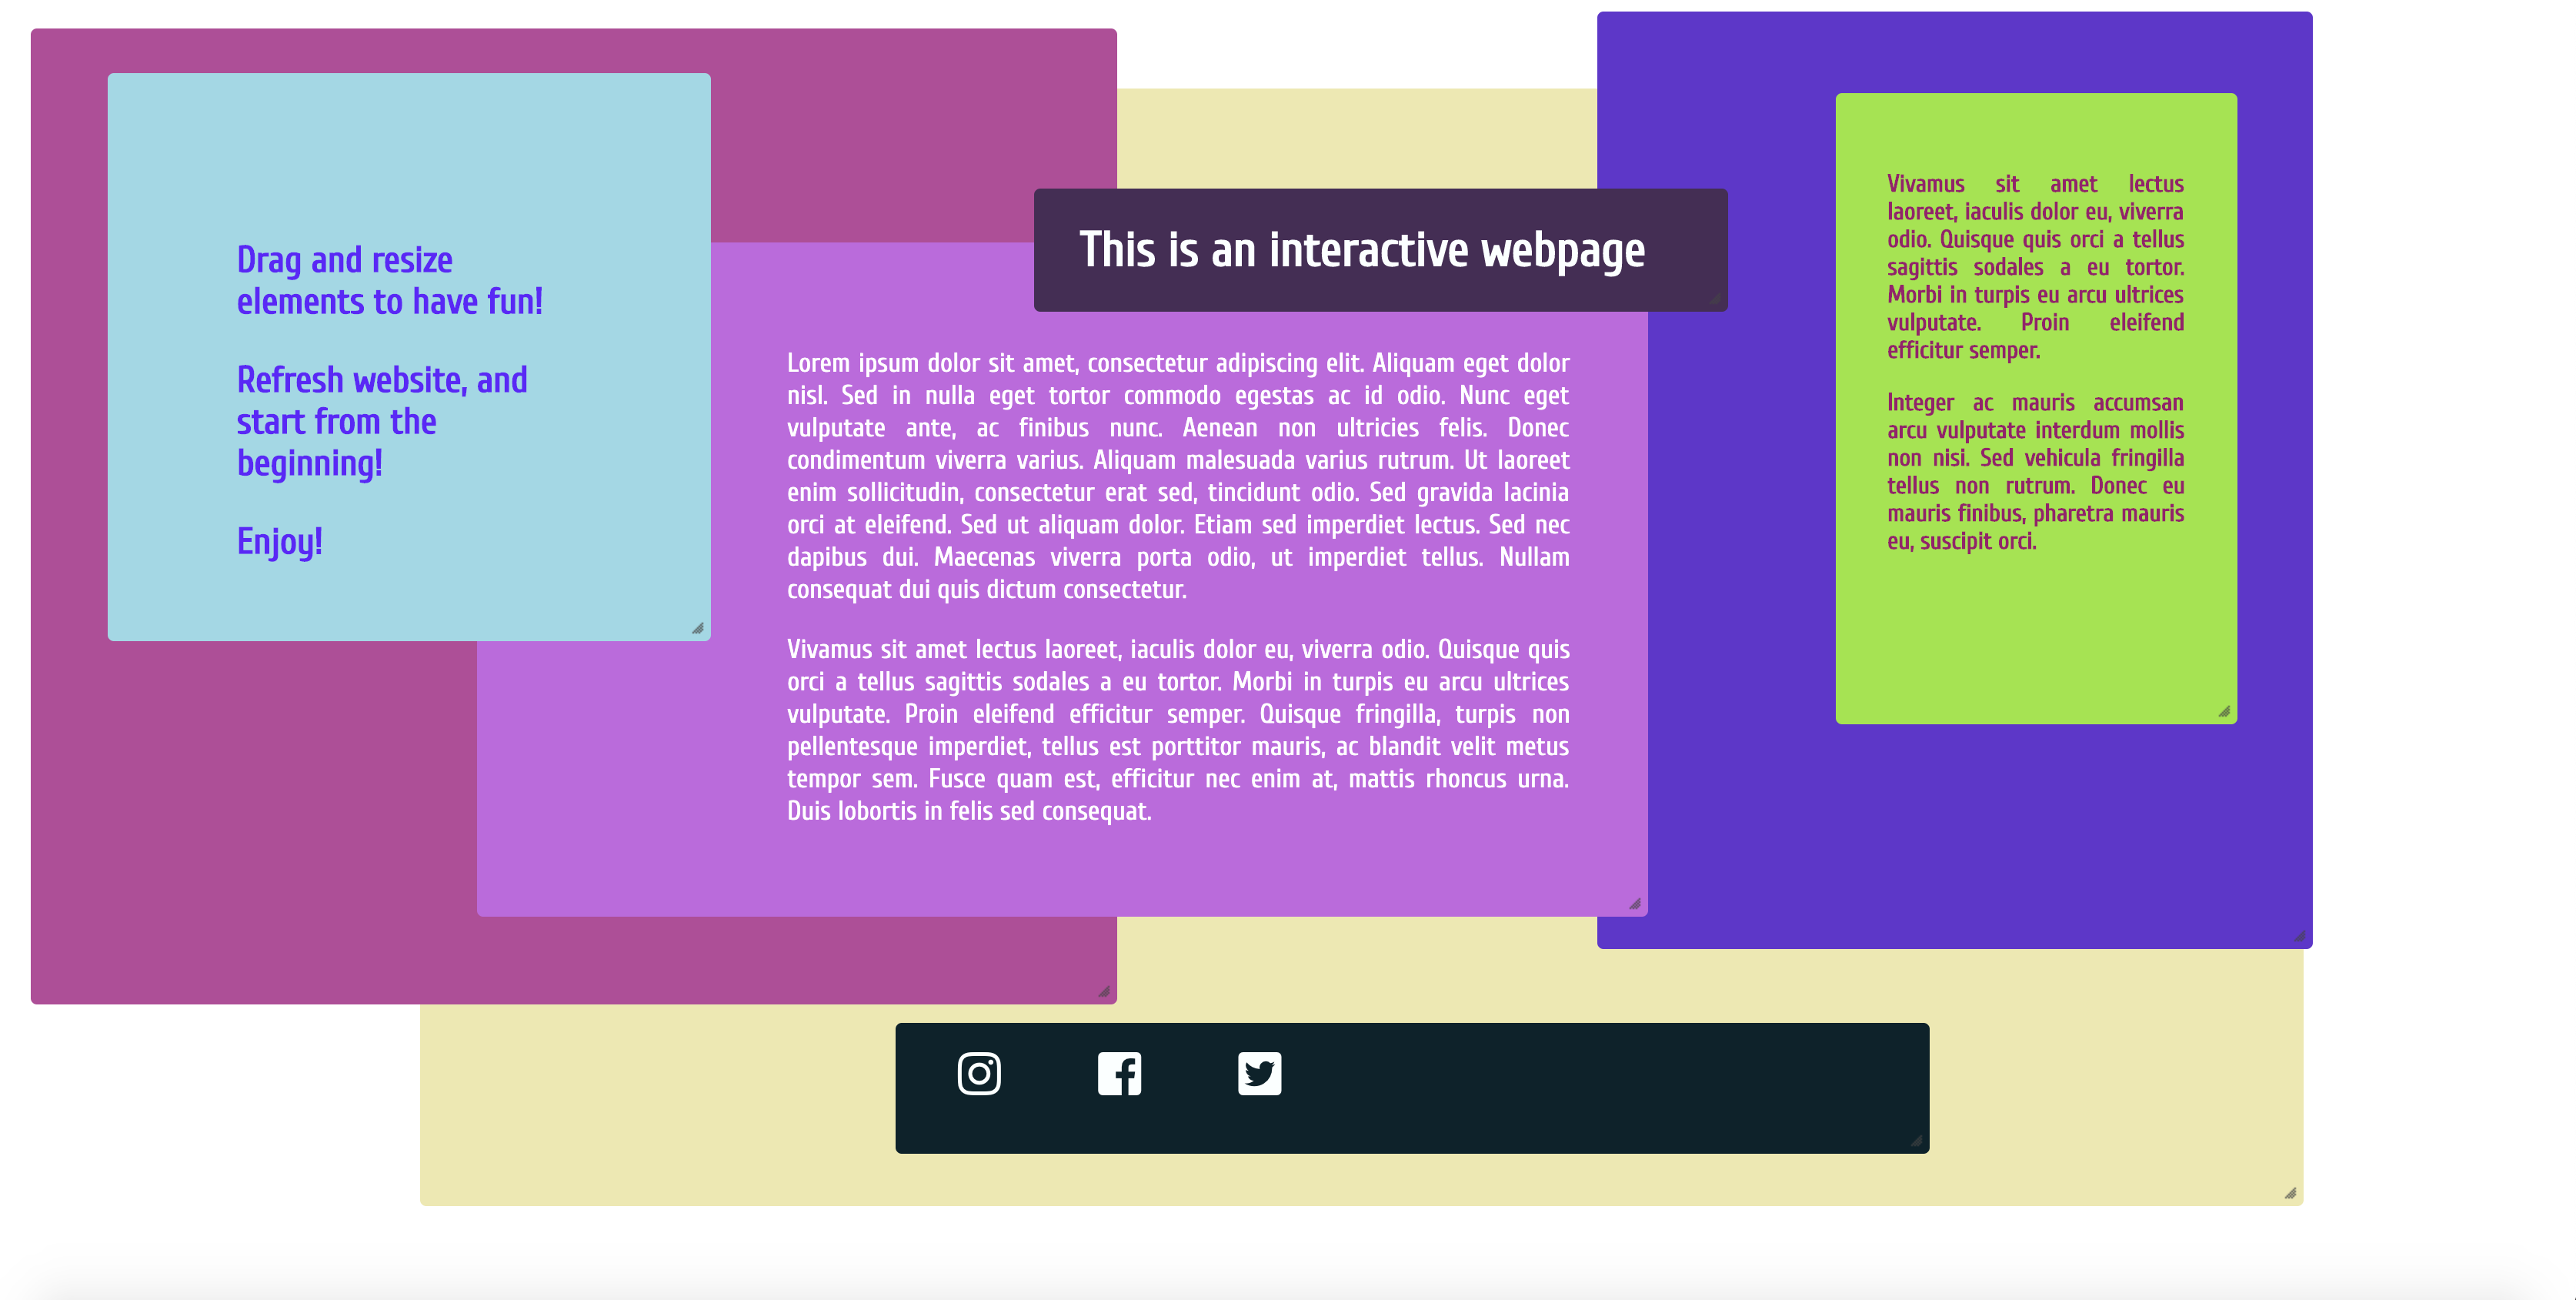 This is an interactive webpage
Drag and resize
elements to have fun!
Refresh website, and
start from the
beginning!
Enjoy!
Lorem ipsum dolor sit amet, consectetur adipiscing elit. Aliquam eget dolor
nisl. Sed in nulla eget tortor commodo egestas ac id odio. Nunc eget
vulputate ante, ac finibus nunc. Aenean non ultricies felis. Donec
condimentum viverra varius. Aliquam malesuada varius rutrum. Ut laoreet
enim sollicitudin, consectetur erat sed, tincidunt odio. Sed gravida lacinia
orci at eleifend. Sed ut aliquam dolor. Etiam sed imperdiet lectus. Sed nec
dapibus dui. Maecenas viverra porta odio, ut imperdiet tellus. Nullam
consequat dui quis dictum consectetur.
Vivamus sit amet lectus laoreet, iaculis dolor eu, viverra odio. Quisque quis
orci a tellus sagittis sodales a eu tortor. Morbi in turpis eu arcu ultrices
vulputate. Proin eleifend efficitur semper. Quisque fringilla, turpis non
pellentesque imperdiet, tellus est porttitor mauris, ac blandit velit metus
tempor sem. Fusce quam est, efficitur nec enim at, mattis rhoncus urna.
Duis lobortis in felis sed consequat.
Vivamus sit amet lectus
laoreet, iaculis dolor eu, viverra
odio. Quisque quis orci a tellus
sagittis sodales a eu tortor.
Morbi in turpis eu arcu ultrices
vulputate. Proin eleifend
efficitur semper.
Integer ac mauris accumsan
arcu vulputate interdum mollis
non nisi. Sed vehicula fringilla
tellus non rutrum. Donec eu
mauris finibus, pharetra mauris
eu, suscipit orci.